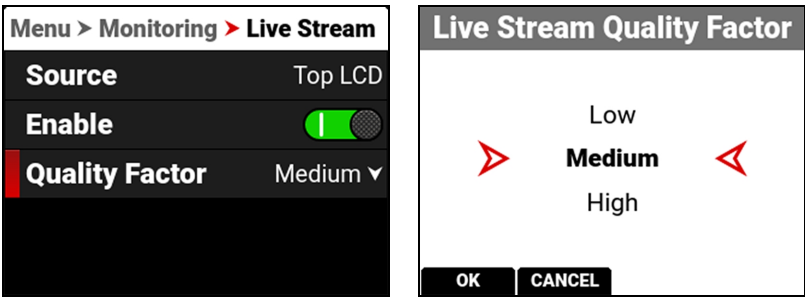 Menu > Monitoring > Live Stream
Source Top LCD
Enable
Quality Factor Medium
Live Stream Quality Factor
Low
Medium
High
OK CANCEL